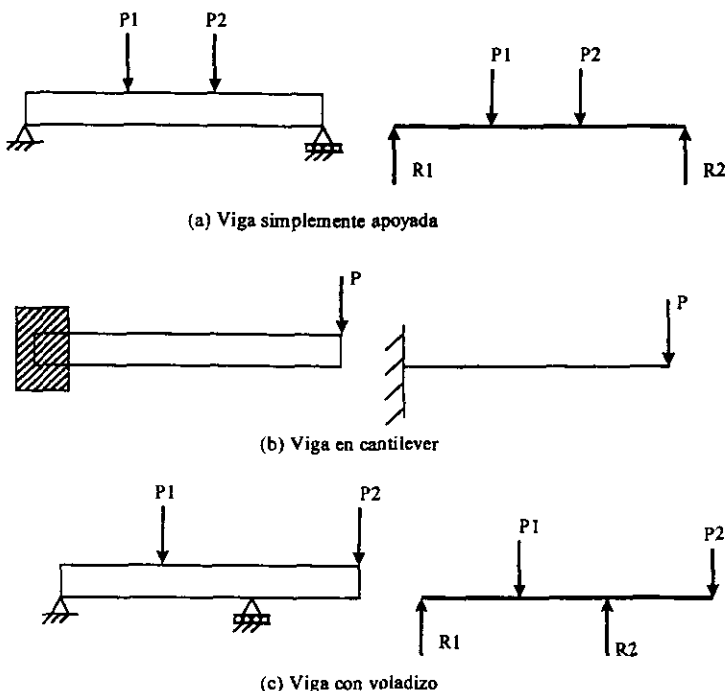 P1 P2
P1 P2
R1 R2
(a) Viga simplemente apoyada
P
P
(b) Viga en cantilever
P1 P2
P1 P2
R1 R2
(c) Viga con voladizo